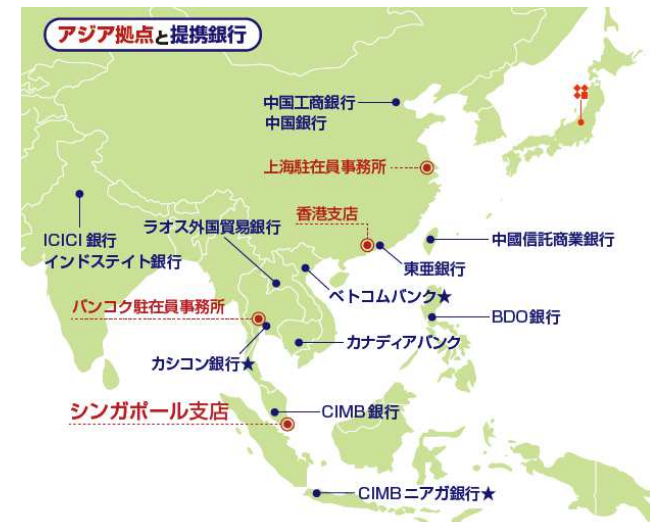 アジア拠点と提携銀行
中国工商銀行
中国銀行
上海駐在員事務所
香港支店
ICICI 銀行
インドステイト銀行
ラオス外国貿易銀行
中國信託商業銀行
東亜銀行
ベトコムバンク★
バンコク駐在員事務所
BDO銀行
カシコン銀行★
カナディアバンク
シンガポール支店
CIMB 銀行
CIMB ニアガ銀行★